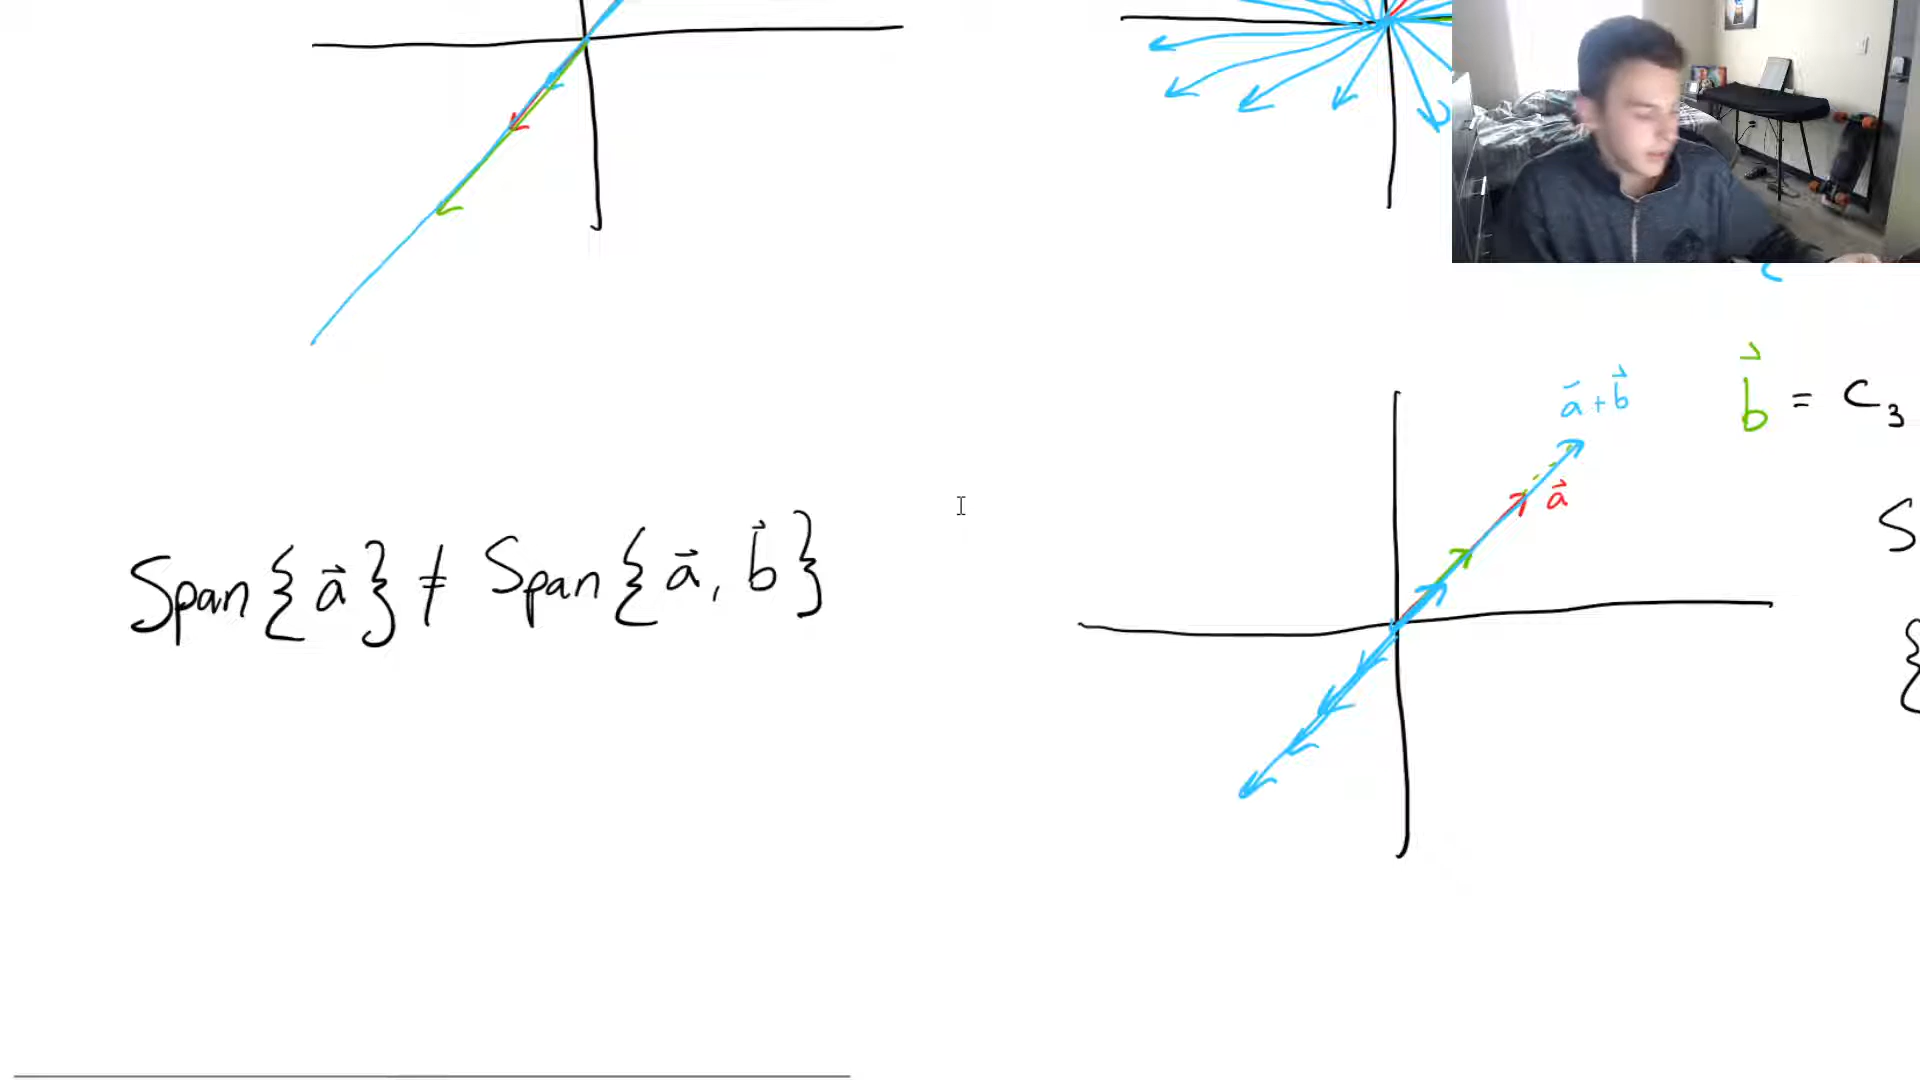 Span{a⃗} ≠ Span{a⃗, b⃗}
a⃗ + b⃗
a⃗
b⃗ = c₃
S
{